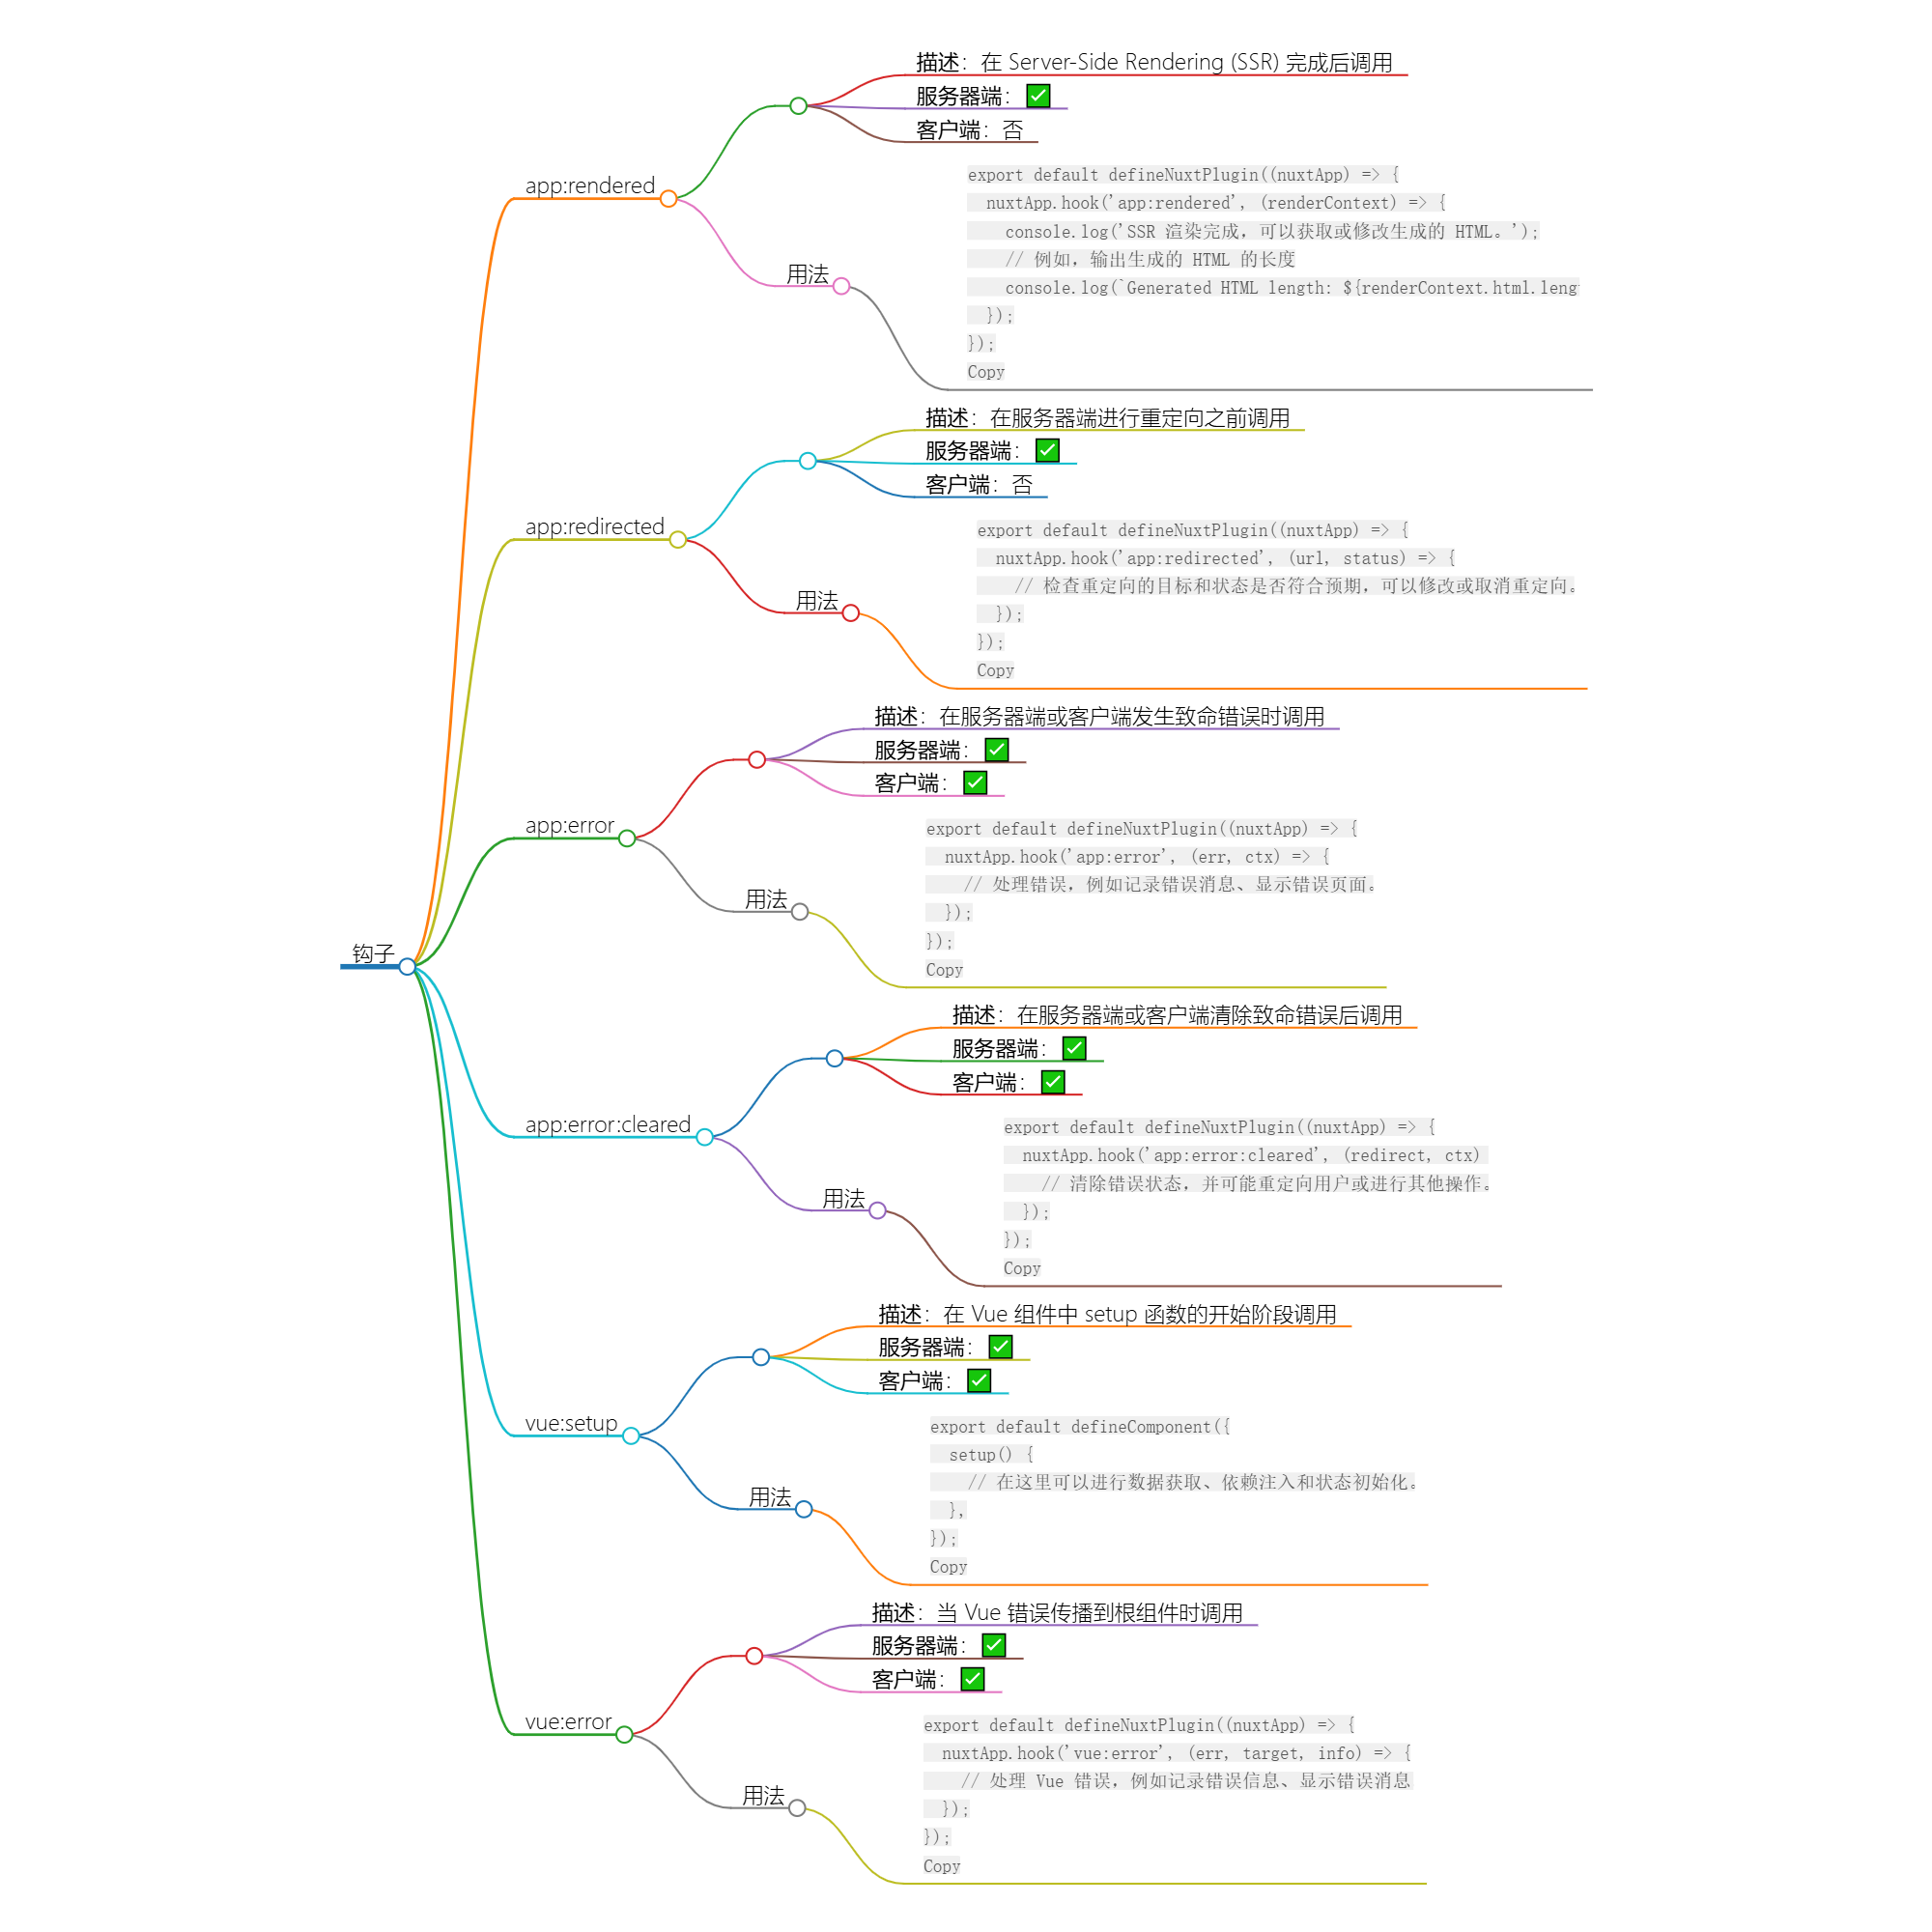 钩子
app:rendered
描述：在 Server-Side Rendering (SSR) 完成后调用
服务器端：✅
客户端：否
用法
export default defineNuxtPlugin((nuxtApp) => {
  nuxtApp.hook('app:rendered', (renderContext) => {
    console.log('SSR 渲染完成，可以获取或修改生成的 HTML。');
    // 例如，输出生成的 HTML 的长度
    console.log(`Generated HTML length: ${renderContext.html.leng
  });
});
Copy
app:redirected
描述：在服务器端进行重定向之前调用
服务器端：✅
客户端：否
用法
export default defineNuxtPlugin((nuxtApp) => {
  nuxtApp.hook('app:redirected', (url, status) => {
    // 检查重定向的目标和状态是否符合预期，可以修改或取消重定向。
  });
});
Copy
app:error
描述：在服务器端或客户端发生致命错误时调用
服务器端：✅
客户端：✅
用法
export default defineNuxtPlugin((nuxtApp) => {
  nuxtApp.hook('app:error', (err, ctx) => {
    // 处理错误，例如记录错误消息、显示错误页面。
  });
});
Copy
app:error:cleared
描述：在服务器端或客户端清除致命错误后调用
服务器端：✅
客户端：✅
用法
export default defineNuxtPlugin((nuxtApp) => {
  nuxtApp.hook('app:error:cleared', (redirect, ctx)
    // 清除错误状态，并可能重定向用户或进行其他操作。
  });
});
Copy
vue:setup
描述：在 Vue 组件中 setup 函数的开始阶段调用
服务器端：✅
客户端：✅
用法
export default defineComponent({
  setup() {
    // 在这里可以进行数据获取、依赖注入和状态初始化。
  },
});
Copy
vue:error
描述：当 Vue 错误传播到根组件时调用
服务器端：✅
客户端：✅
用法
export default defineNuxtPlugin((nuxtApp) => {
  nuxtApp.hook('vue:error', (err, target, info) => {
    // 处理 Vue 错误，例如记录错误信息、显示错误消息
  });
});
Copy